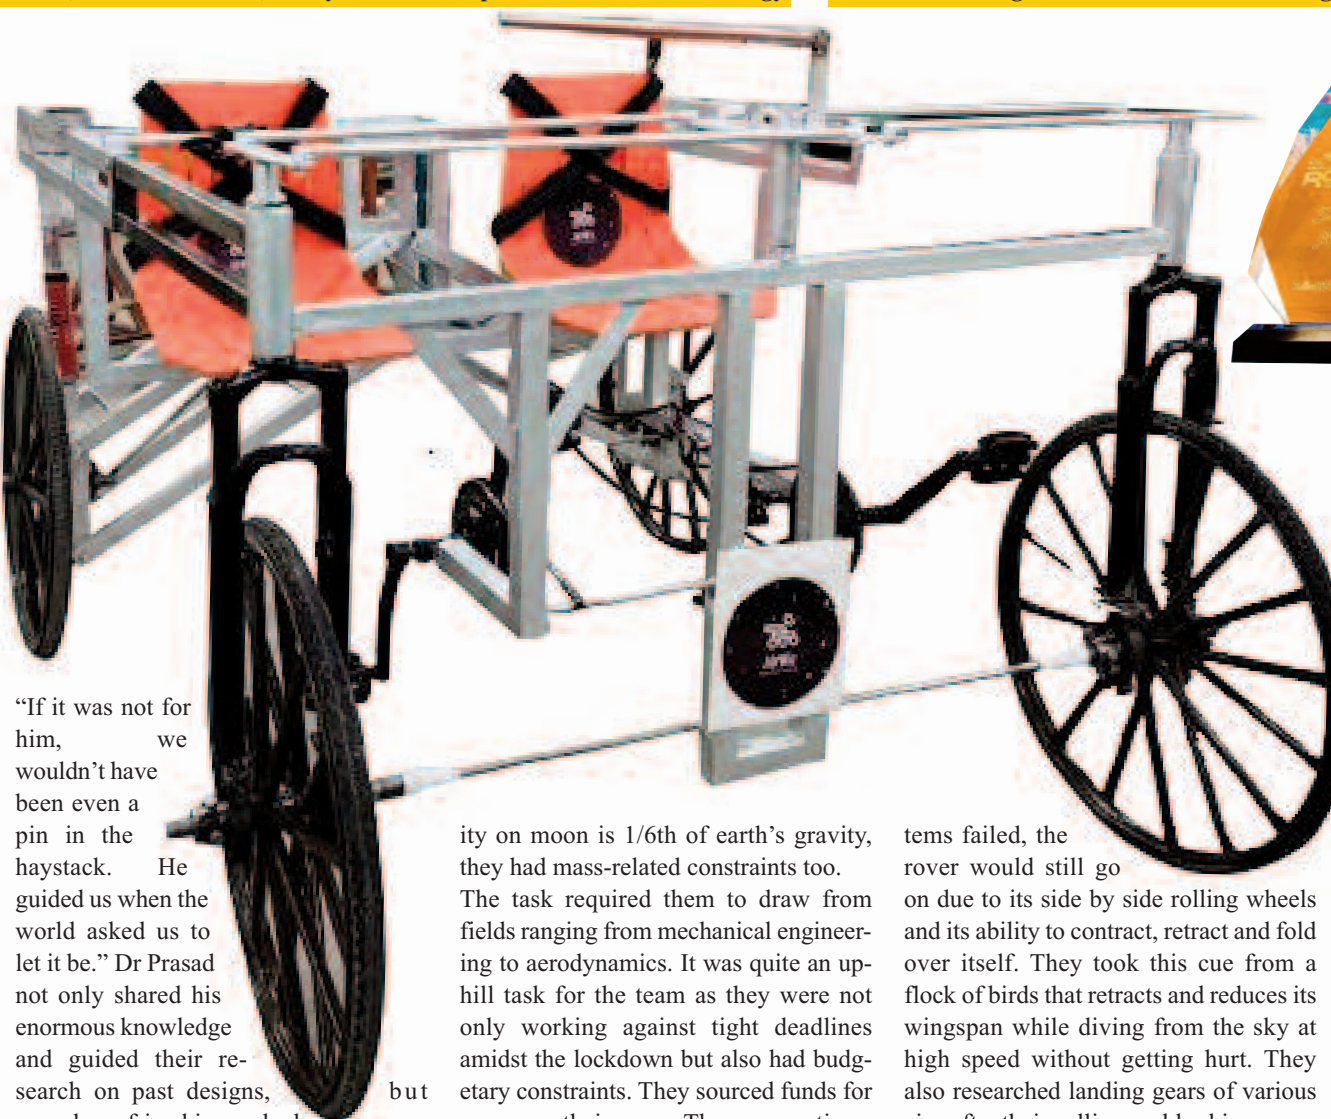 “If it was not for
him, we
wouldn’t have
been even a
pin in the
haystack. He
guided us when the
world asked us to
let it be.” Dr Prasad
not only shared his
enormous knowledge
and guided their re-
search on past designs, but
ity on moon is 1/6th of earth’s gravity,
they had mass-related constraints too.
The task required them to draw from
fields ranging from mechanical engineer-
ing to aerodynamics. It was quite an up-
hill task for the team as they were not
only working against tight deadlines
amidst the lockdown but also had budg-
etary constraints. They sourced funds for
tems failed, the
rover would still go
on due to its side by side rolling wheels
and its ability to contract, retract and fold
over itself. They took this cue from a
flock of birds that retracts and reduces its
wingspan while diving from the sky at
high speed without getting hurt. They
also researched landing gears of various